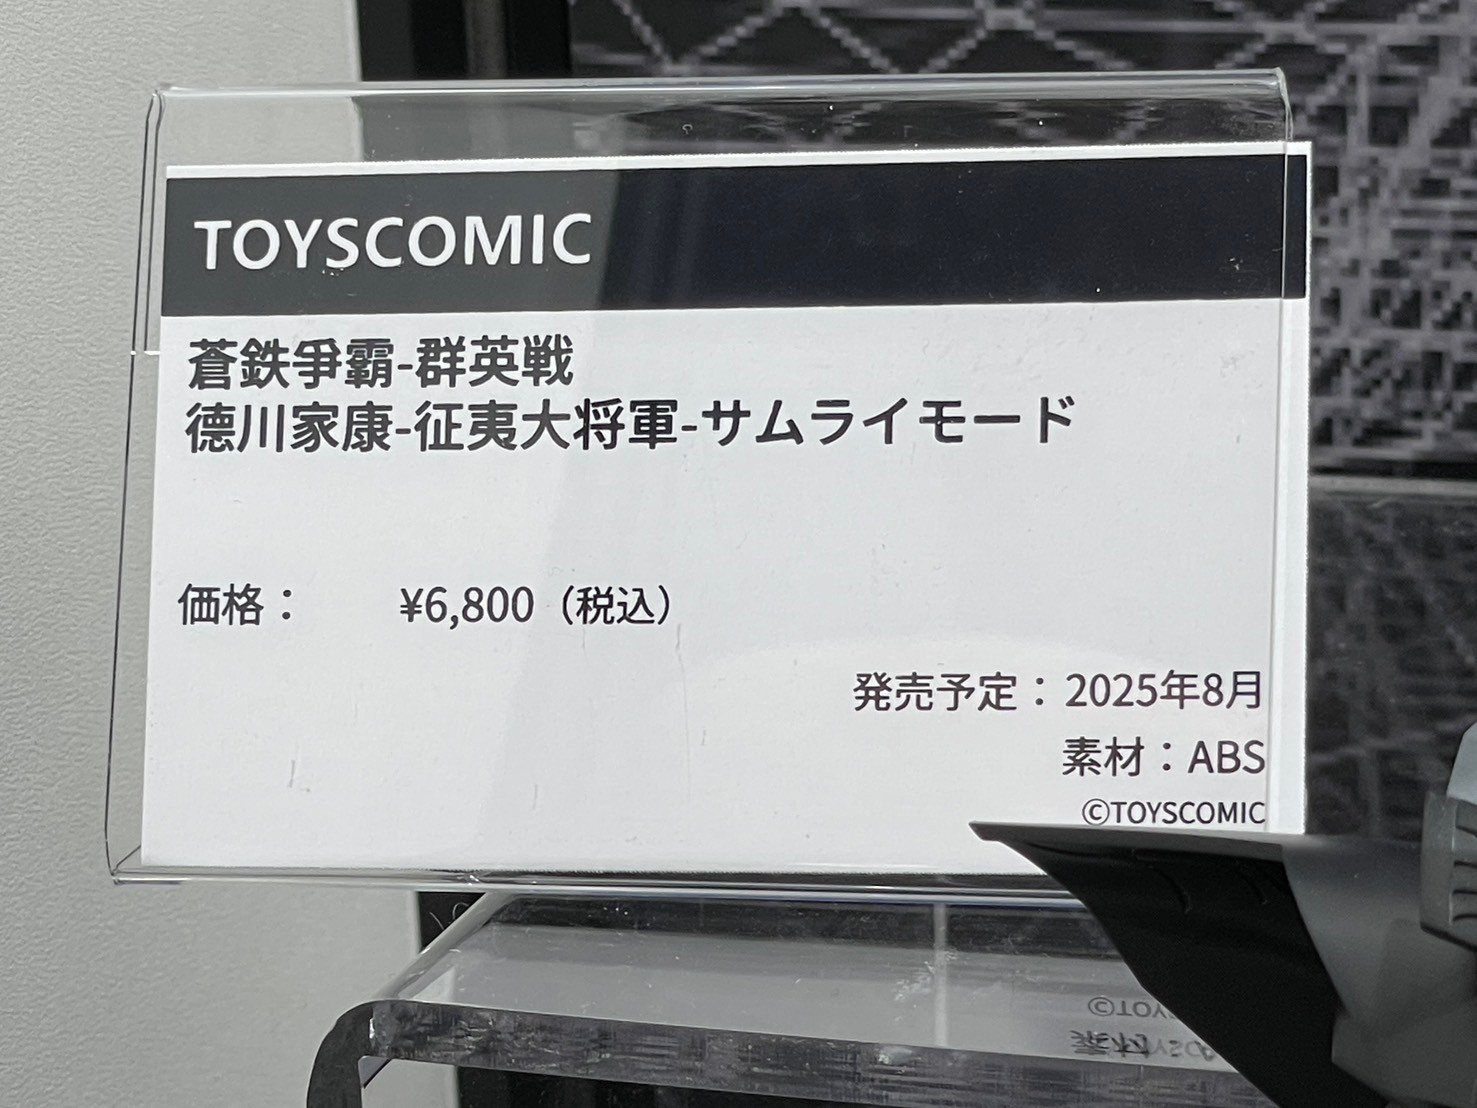 TOYSCOMIC
蒼鉄爭霸-群英戦
徳川家康-征夷大将軍-サムライモード
価格： ¥6,800（税込）
発売予定：2025年8月
素材：ABS
©TOYSCOMIC